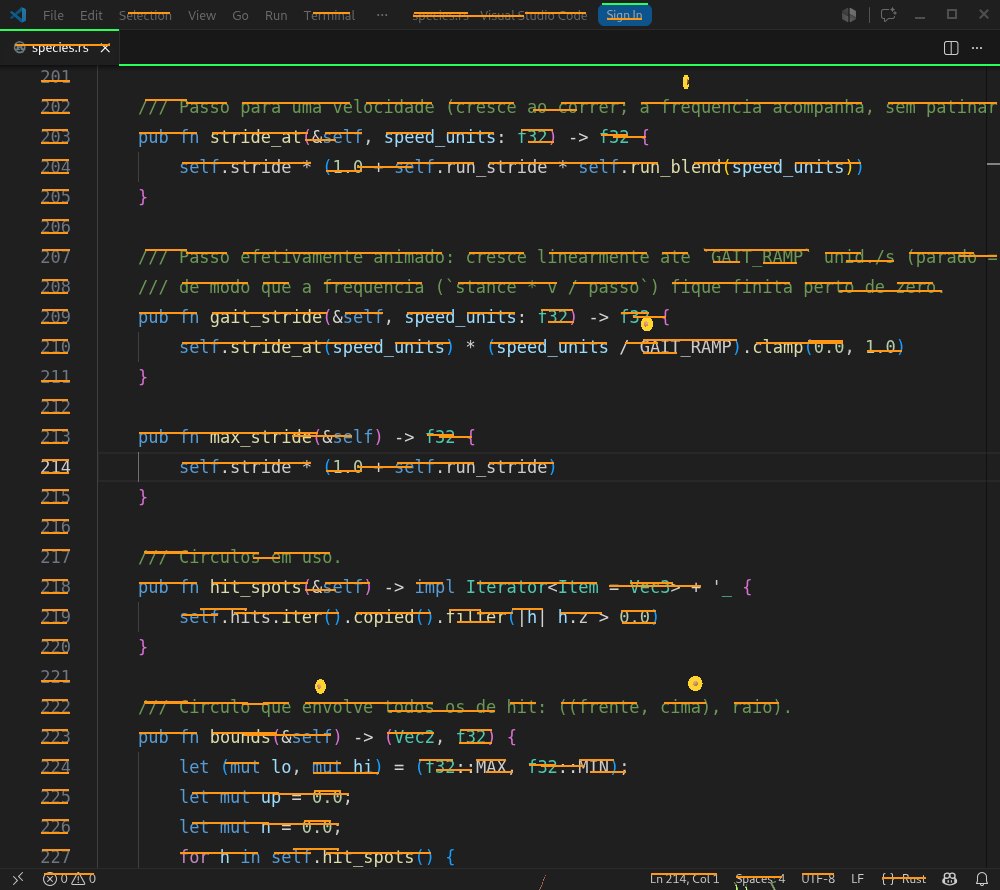 File Edit Selection View Go Run Terminal ··· species.rs - Visual Studio Code Sign In
species.rs
201
202 /// Passo para uma velocidade (cresce ao correr; a frequencia acompanha, sem patinar
203 pub fn stride_at(&self, speed_units: f32) -> f32 {
204 self.stride * (1.0 + self.run_stride * self.run_blend(speed_units))
205 }
206
207 /// Passo efetivamente animado: cresce linearmente ate `GAIT_RAMP` unid./s (parado =
208 /// de modo que a frequencia (`stance * v / passo`) fique finita perto de zero.
209 pub fn gait_stride(&self, speed_units: f32) -> f32 {
210 self.stride_at(speed_units) * (speed_units / GAIT_RAMP).clamp(0.0, 1.0)
211 }
212
213 pub fn max_stride(&self) -> f32 {
214 self.stride * (1.0 + self.run_stride)
215 }
216
217 /// Circulos em uso.
218 pub fn hit_spots(&self) -> impl Iterator<Item = Vec3> + '_ {
219 self.hits.iter().copied().filter(|h| h.z > 0.0)
220 }
221
222 /// Circulo que envolve todos os de hit: ((frente, cima), raio).
223 pub fn bounds(&self) -> (Vec2, f32) {
224 let (mut lo, mut hi) = (f32::MAX, f32::MIN);
225 let mut up = 0.0;
226 let mut n = 0.0;
227 for h in self.hit_spots() {
0 0 Ln 214, Col 1 Spaces: 4 UTF-8 LF { } Rust